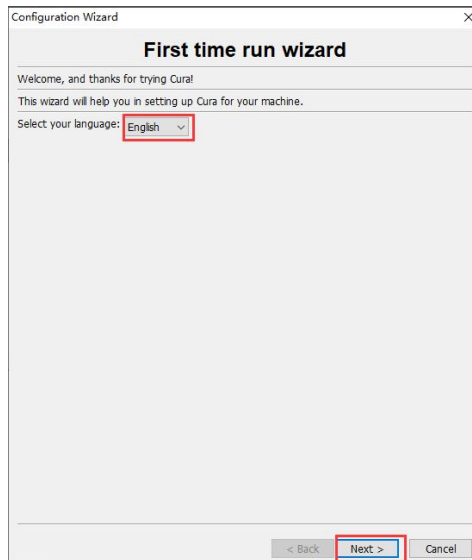 Configuration Wizard
First time run wizard
Welcome, and thanks for trying Cura!
This wizard will help you in setting up Cura for your machine.
Select your language: English
< Back Next > Cancel